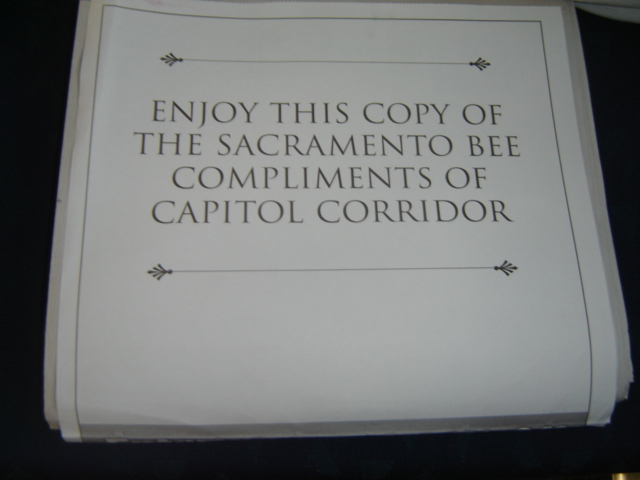 ENJOY THIS COPY OF
THE SACRAMENTO BEE
COMPLIMENTS OF
CAPITOL CORRIDOR